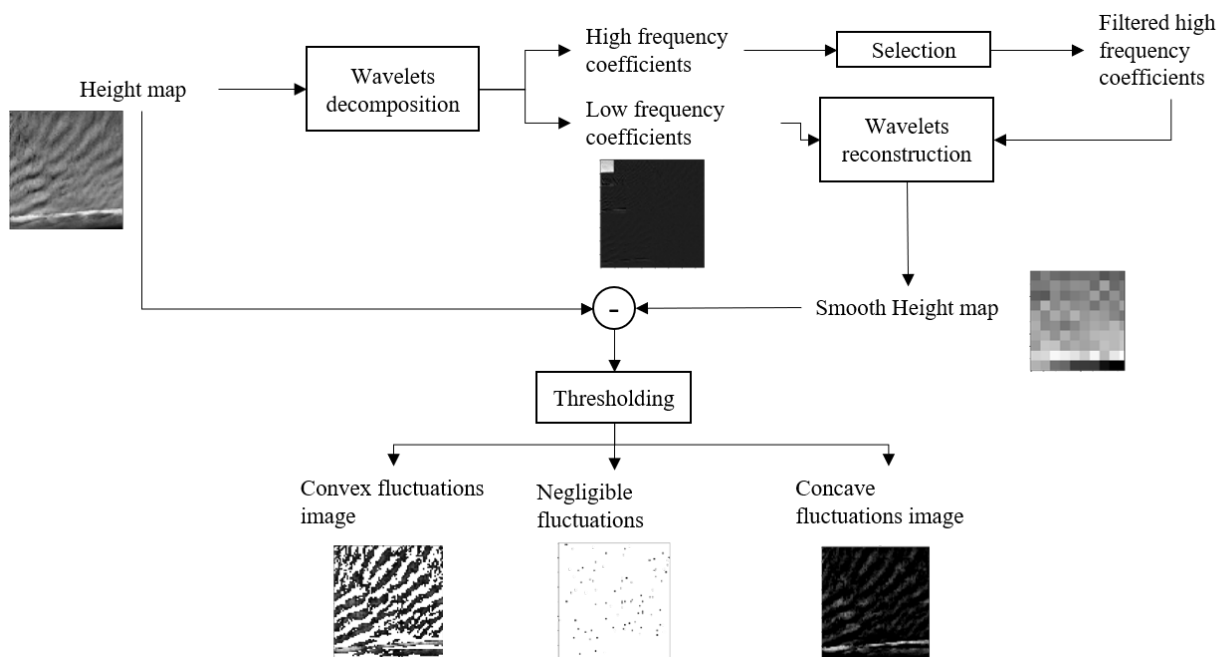 High frequency
coefficients
Selection
Filtered high
frequency
coefficients
Height map
Wavelets
decomposition
Low frequency
coefficients
Wavelets
reconstruction
-
Smooth Height map
Thresholding
Convex fluctuations
image
Negligible
fluctuations
Concave
fluctuations image